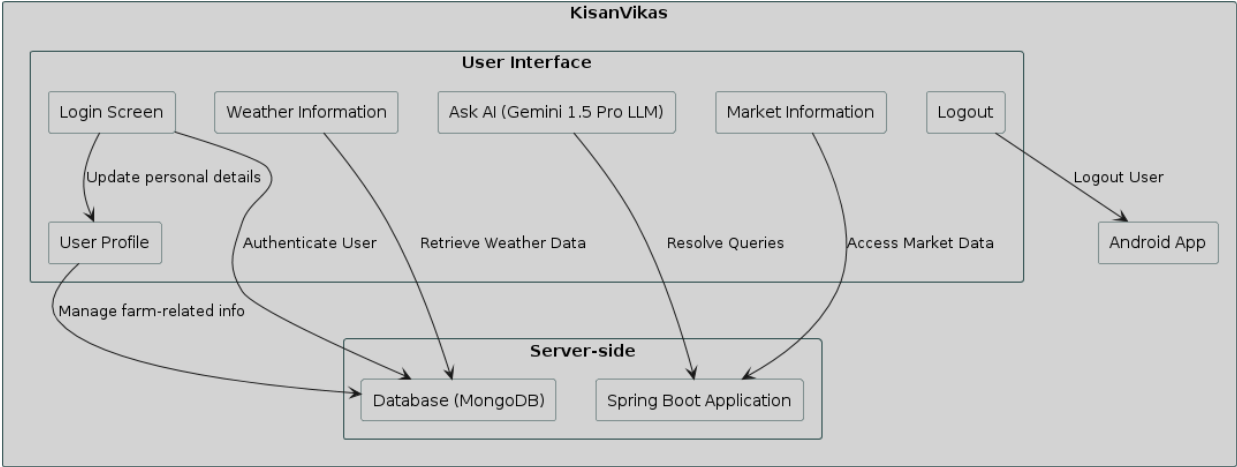 KisanVikas
User Interface
Login Screen
Weather Information
Ask AI (Gemini 1.5 Pro LLM)
Market Information
Logout
Update personal details
Logout User
User Profile
Authenticate User
Retrieve Weather Data
Resolve Queries
Access Market Data
Android App
Manage farm-related info
Server-side
Database (MongoDB)
Spring Boot Application